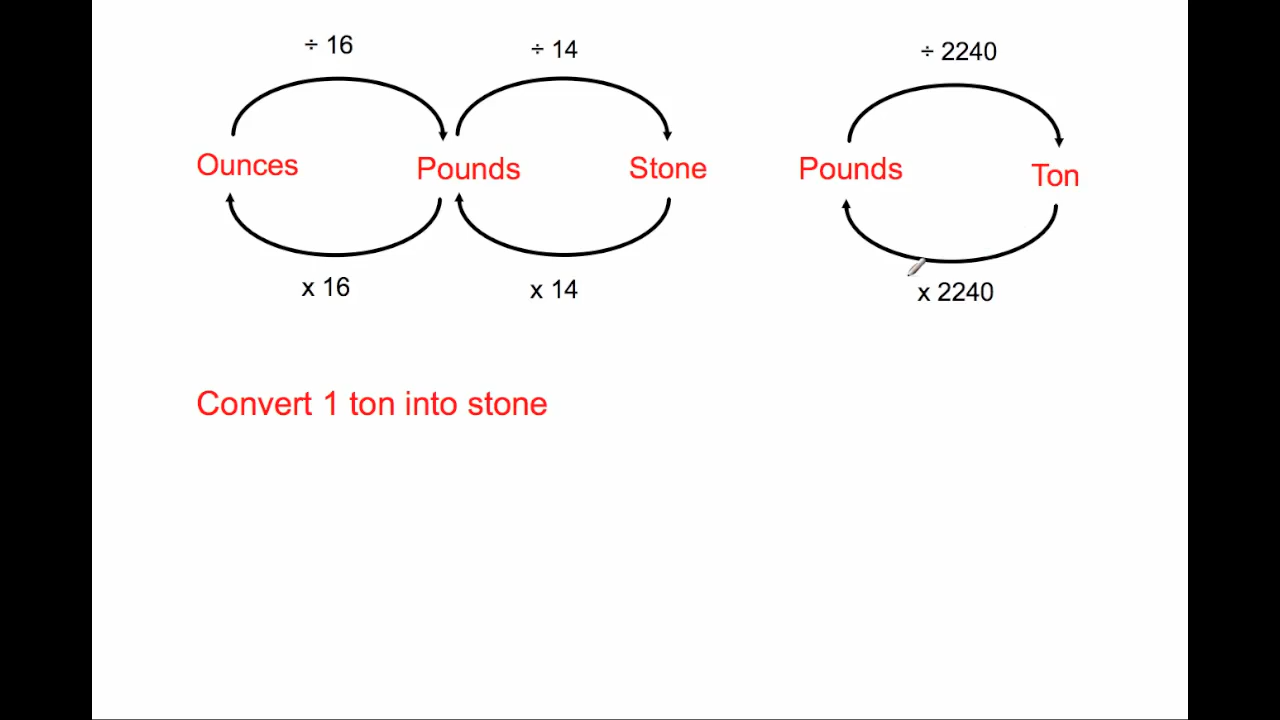 ÷ 16
÷ 14
÷ 2240
Ounces
Pounds
Stone
Pounds
Ton
x 16
x 14
x 2240
Convert 1 ton into stone